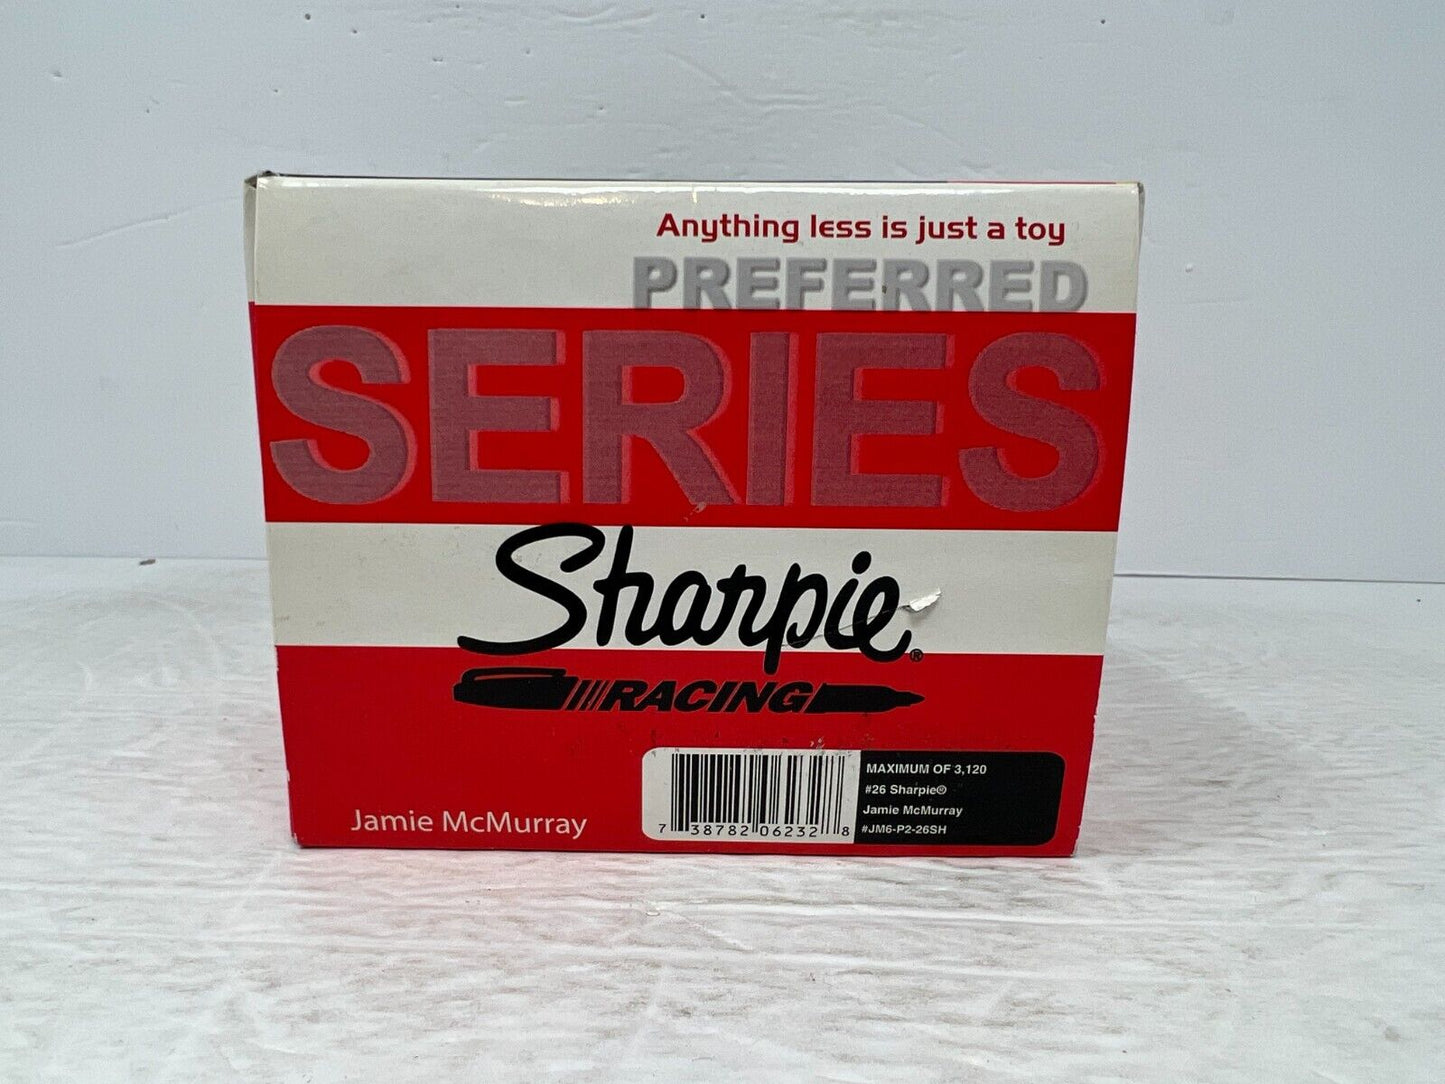 Anything less is just a toy
PREFERRED
SERIES
Sharpie®
RACING
MAXIMUM OF 3,120
#26 Sharpie®
Jamie McMurray
#JM6-P2-26SH
7 38782 06232 8
Jamie McMurray